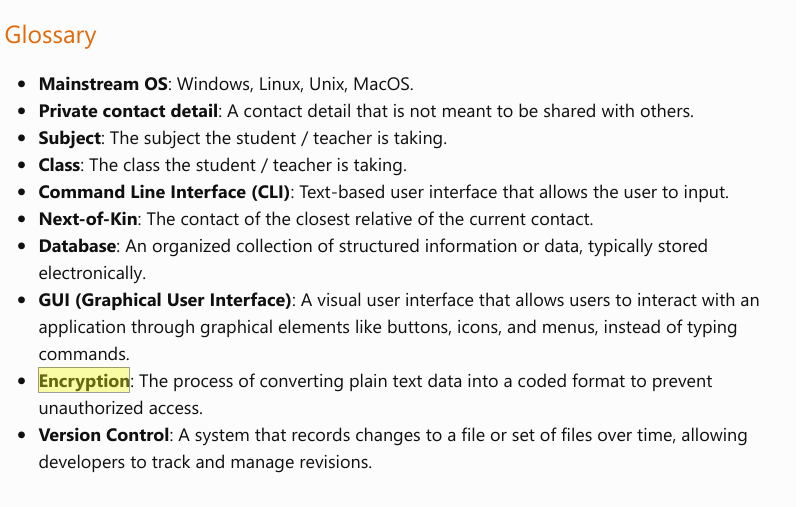 Glossary
• Mainstream OS: Windows, Linux, Unix, MacOS.
• Private contact detail: A contact detail that is not meant to be shared with others.
• Subject: The subject the student / teacher is taking.
• Class: The class the student / teacher is taking.
• Command Line Interface (CLI): Text-based user interface that allows the user to input.
• Next-of-Kin: The contact of the closest relative of the current contact.
• Database: An organized collection of structured information or data, typically stored
electronically.
• GUI (Graphical User Interface): A visual user interface that allows users to interact with an
application through graphical elements like buttons, icons, and menus, instead of typing
commands.
• Encryption: The process of converting plain text data into a coded format to prevent
unauthorized access.
• Version Control: A system that records changes to a file or set of files over time, allowing
developers to track and manage revisions.